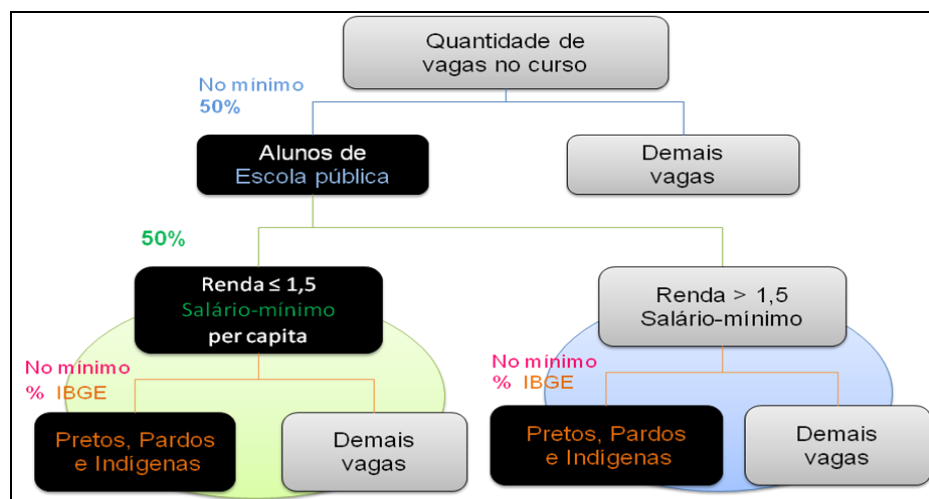 Quantidade de
vagas no curso
No mínimo
50%
Alunos de
Escola pública
Demais
vagas
50%
Renda ≤ 1,5
Salário-mínimo
per capita
Renda > 1,5
Salário-mínimo
No mínimo
% IBGE
No mínimo
% IBGE
Pretos, Pardos
e Indígenas
Demais
vagas
Pretos, Pardos
e Indígenas
Demais
vagas